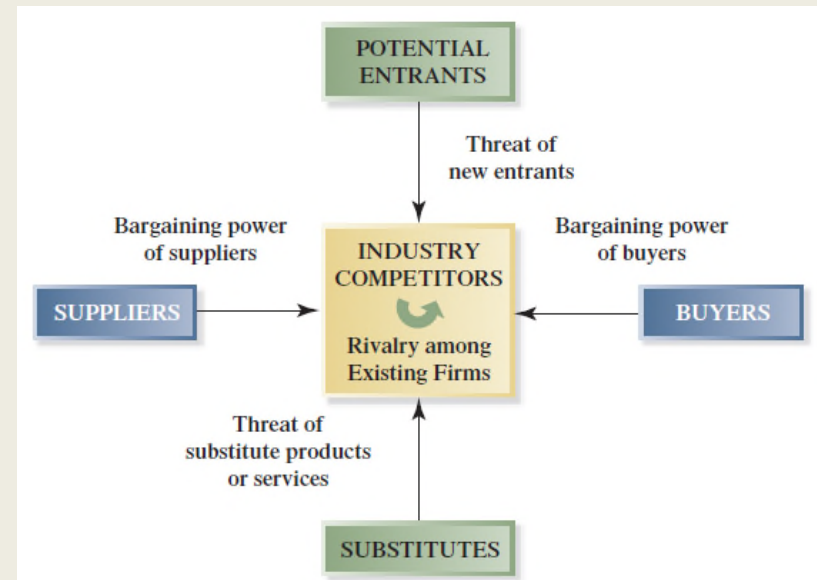 POTENTIAL
ENTRANTS
Threat of
new entrants
Bargaining power
of suppliers
Bargaining power
of buyers
SUPPLIERS
INDUSTRY
COMPETITORS
Rivalry among
Existing Firms
BUYERS
Threat of
substitute products
or services
SUBSTITUTES